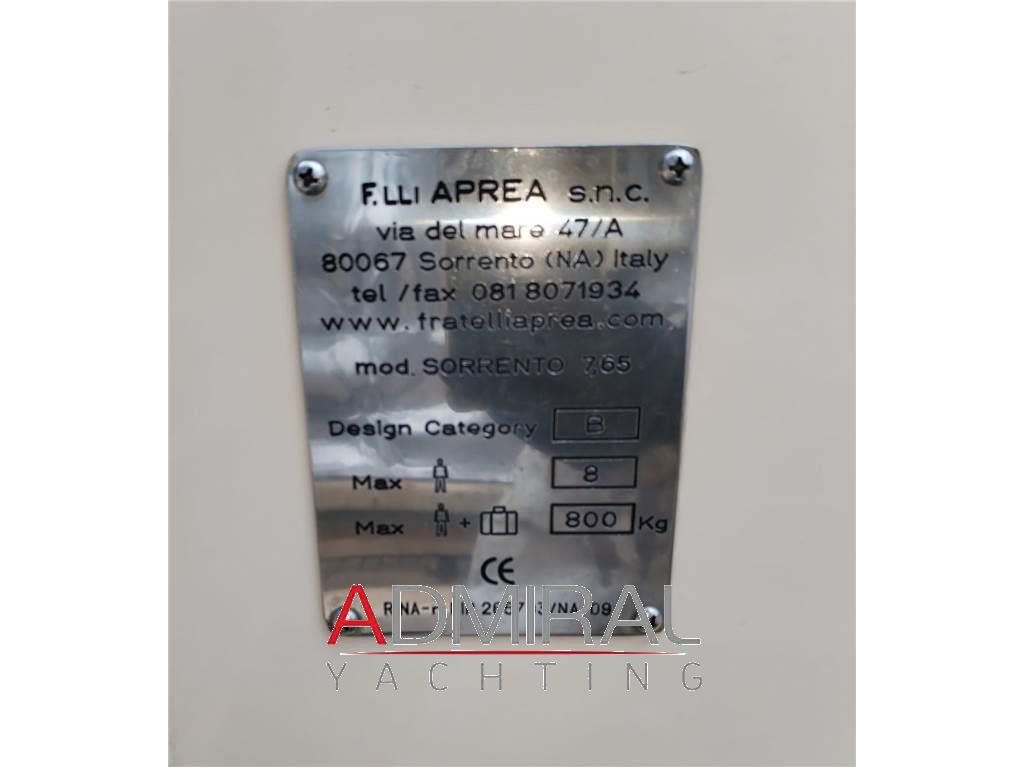 F.LLI APREA s.n.c.
via del mare 47/A
80067 Sorrento (NA) Italy
tel /fax 081 8071934
www.fratelliaprea.com
mod. SORRENTO 7,65
Design Category B
Max 8
Max + 800 Kg
CE
ADMIRAL
YACHTING